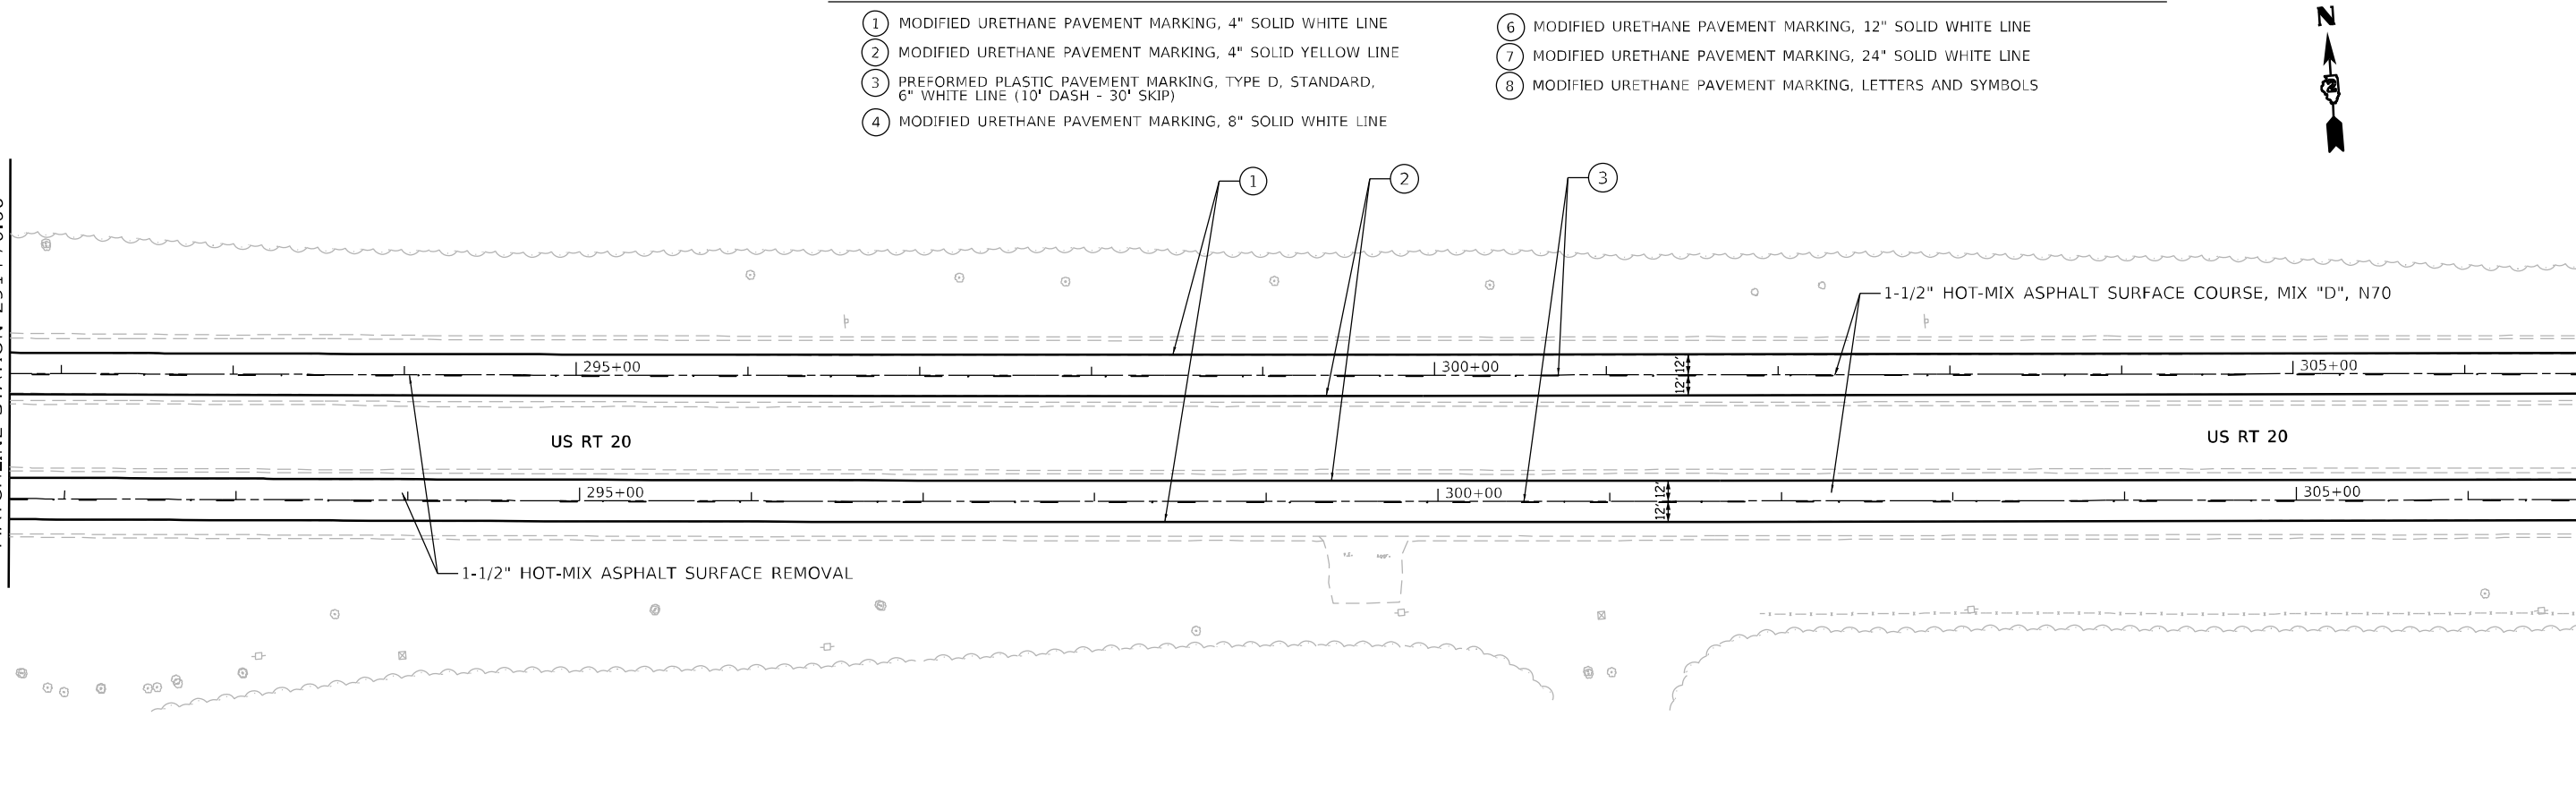 1 MODIFIED URETHANE PAVEMENT MARKING, 4" SOLID WHITE LINE
2 MODIFIED URETHANE PAVEMENT MARKING, 4" SOLID YELLOW LINE
3 PREFORMED PLASTIC PAVEMENT MARKING, TYPE D, STANDARD,
6" WHITE LINE (10' DASH - 30' SKIP)
4 MODIFIED URETHANE PAVEMENT MARKING, 8" SOLID WHITE LINE
6 MODIFIED URETHANE PAVEMENT MARKING, 12" SOLID WHITE LINE
7 MODIFIED URETHANE PAVEMENT MARKING, 24" SOLID WHITE LINE
8 MODIFIED URETHANE PAVEMENT MARKING, LETTERS AND SYMBOLS
N
1
2
3
1-1/2" HOT-MIX ASPHALT SURFACE COURSE, MIX "D", N70
295+00
300+00
12'
12'
305+00
US RT 20
US RT 20
295+00
300+00
12'
12'
305+00
1-1/2" HOT-MIX ASPHALT SURFACE REMOVAL